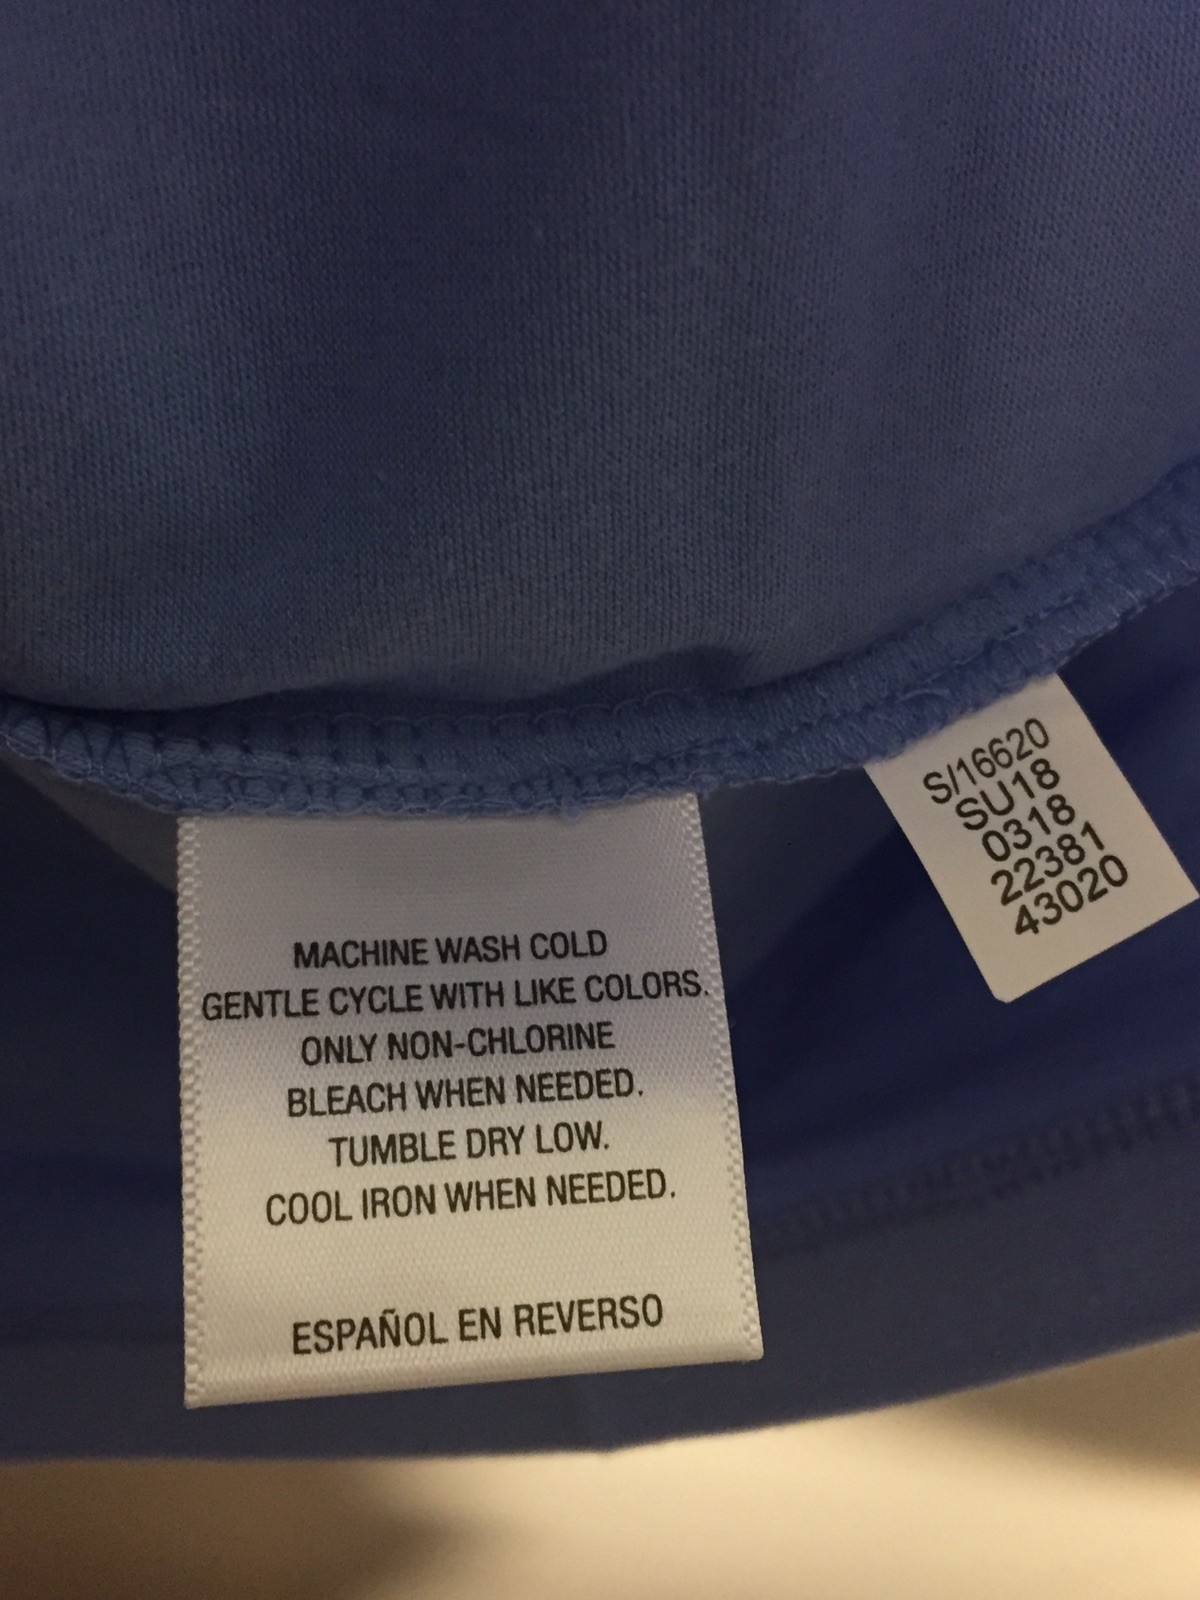 MACHINE WASH COLD
GENTLE CYCLE WITH LIKE COLORS.
ONLY NON-CHLORINE
BLEACH WHEN NEEDED.
TUMBLE DRY LOW.
COOL IRON WHEN NEEDED.
ESPAÑOL EN REVERSO
S/16620
SU18
0318
22381
43020